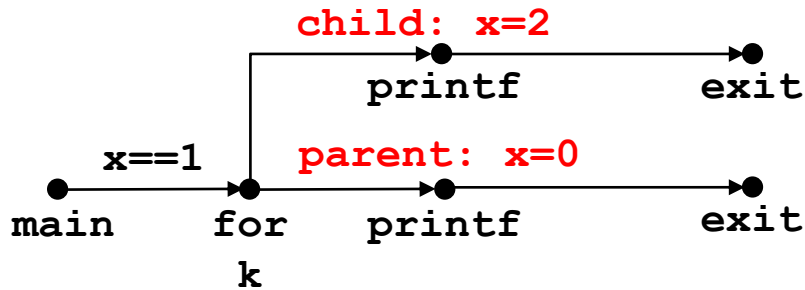 child: x=2
printf exit
x==1 parent: x=0
main for printf exit
k